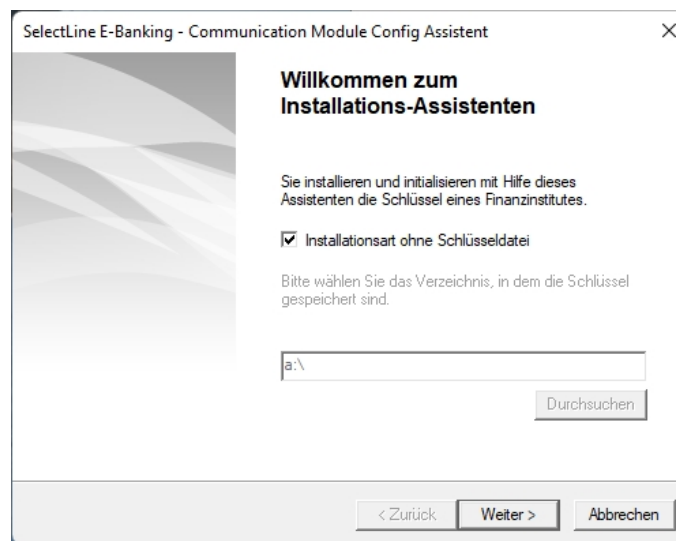 SelectLine E-Banking - Communication Module Config Assistent
Willkommen zum
Installations-Assistenten
Sie installieren und initialisieren mit Hilfe dieses
Assistenten die Schlüssel eines Finanzinstitutes.
Installationsart ohne Schlüsseldatei
Bitte wählen Sie das Verzeichnis, in dem die Schlüssel
gespeichert sind.
a:\
Durchsuchen
< Zurück
Weiter >
Abbrechen